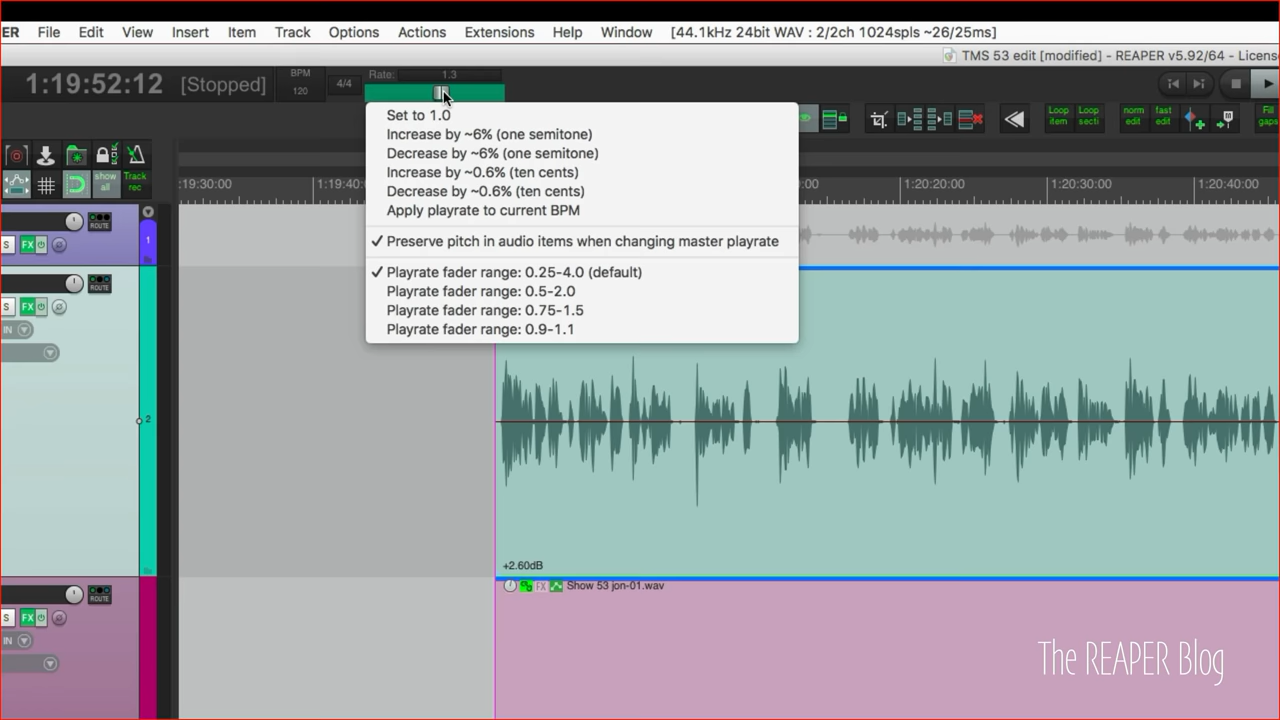 ER File Edit View Insert Item Track Options Actions Extensions Help Window [44.1kHz 24bit WAV : 2/2ch 1024spls ~26/25ms]
TMS 53 edit [modified] - REAPER v5.92/64 - Licens
1:19:52:12 [Stopped] BPM 120 4/4 Rate: 1.3
Set to 1.0
Increase by ~6% (one semitone)
Decrease by ~6% (one semitone)
Increase by ~0.6% (ten cents)
Decrease by ~0.6% (ten cents)
Apply playrate to current BPM
✓ Preserve pitch in audio items when changing master playrate
✓ Playrate fader range: 0.25-4.0 (default)
Playrate fader range: 0.5-2.0
Playrate fader range: 0.75-1.5
Playrate fader range: 0.9-1.1
Loop item
Loop secti
norm edit
fast edit
Fill gaps
show all
Track rec
:19:30:00 1:19:40: :00 1:20:20:00 1:20:30:00 1:20:40:00
ROUTE
S FX
1
ROUTE
S FX
IN
2
+2.60dB
FX Show 53 jon-01.wav
ROUTE
S FX
IN
The REAPER Blog